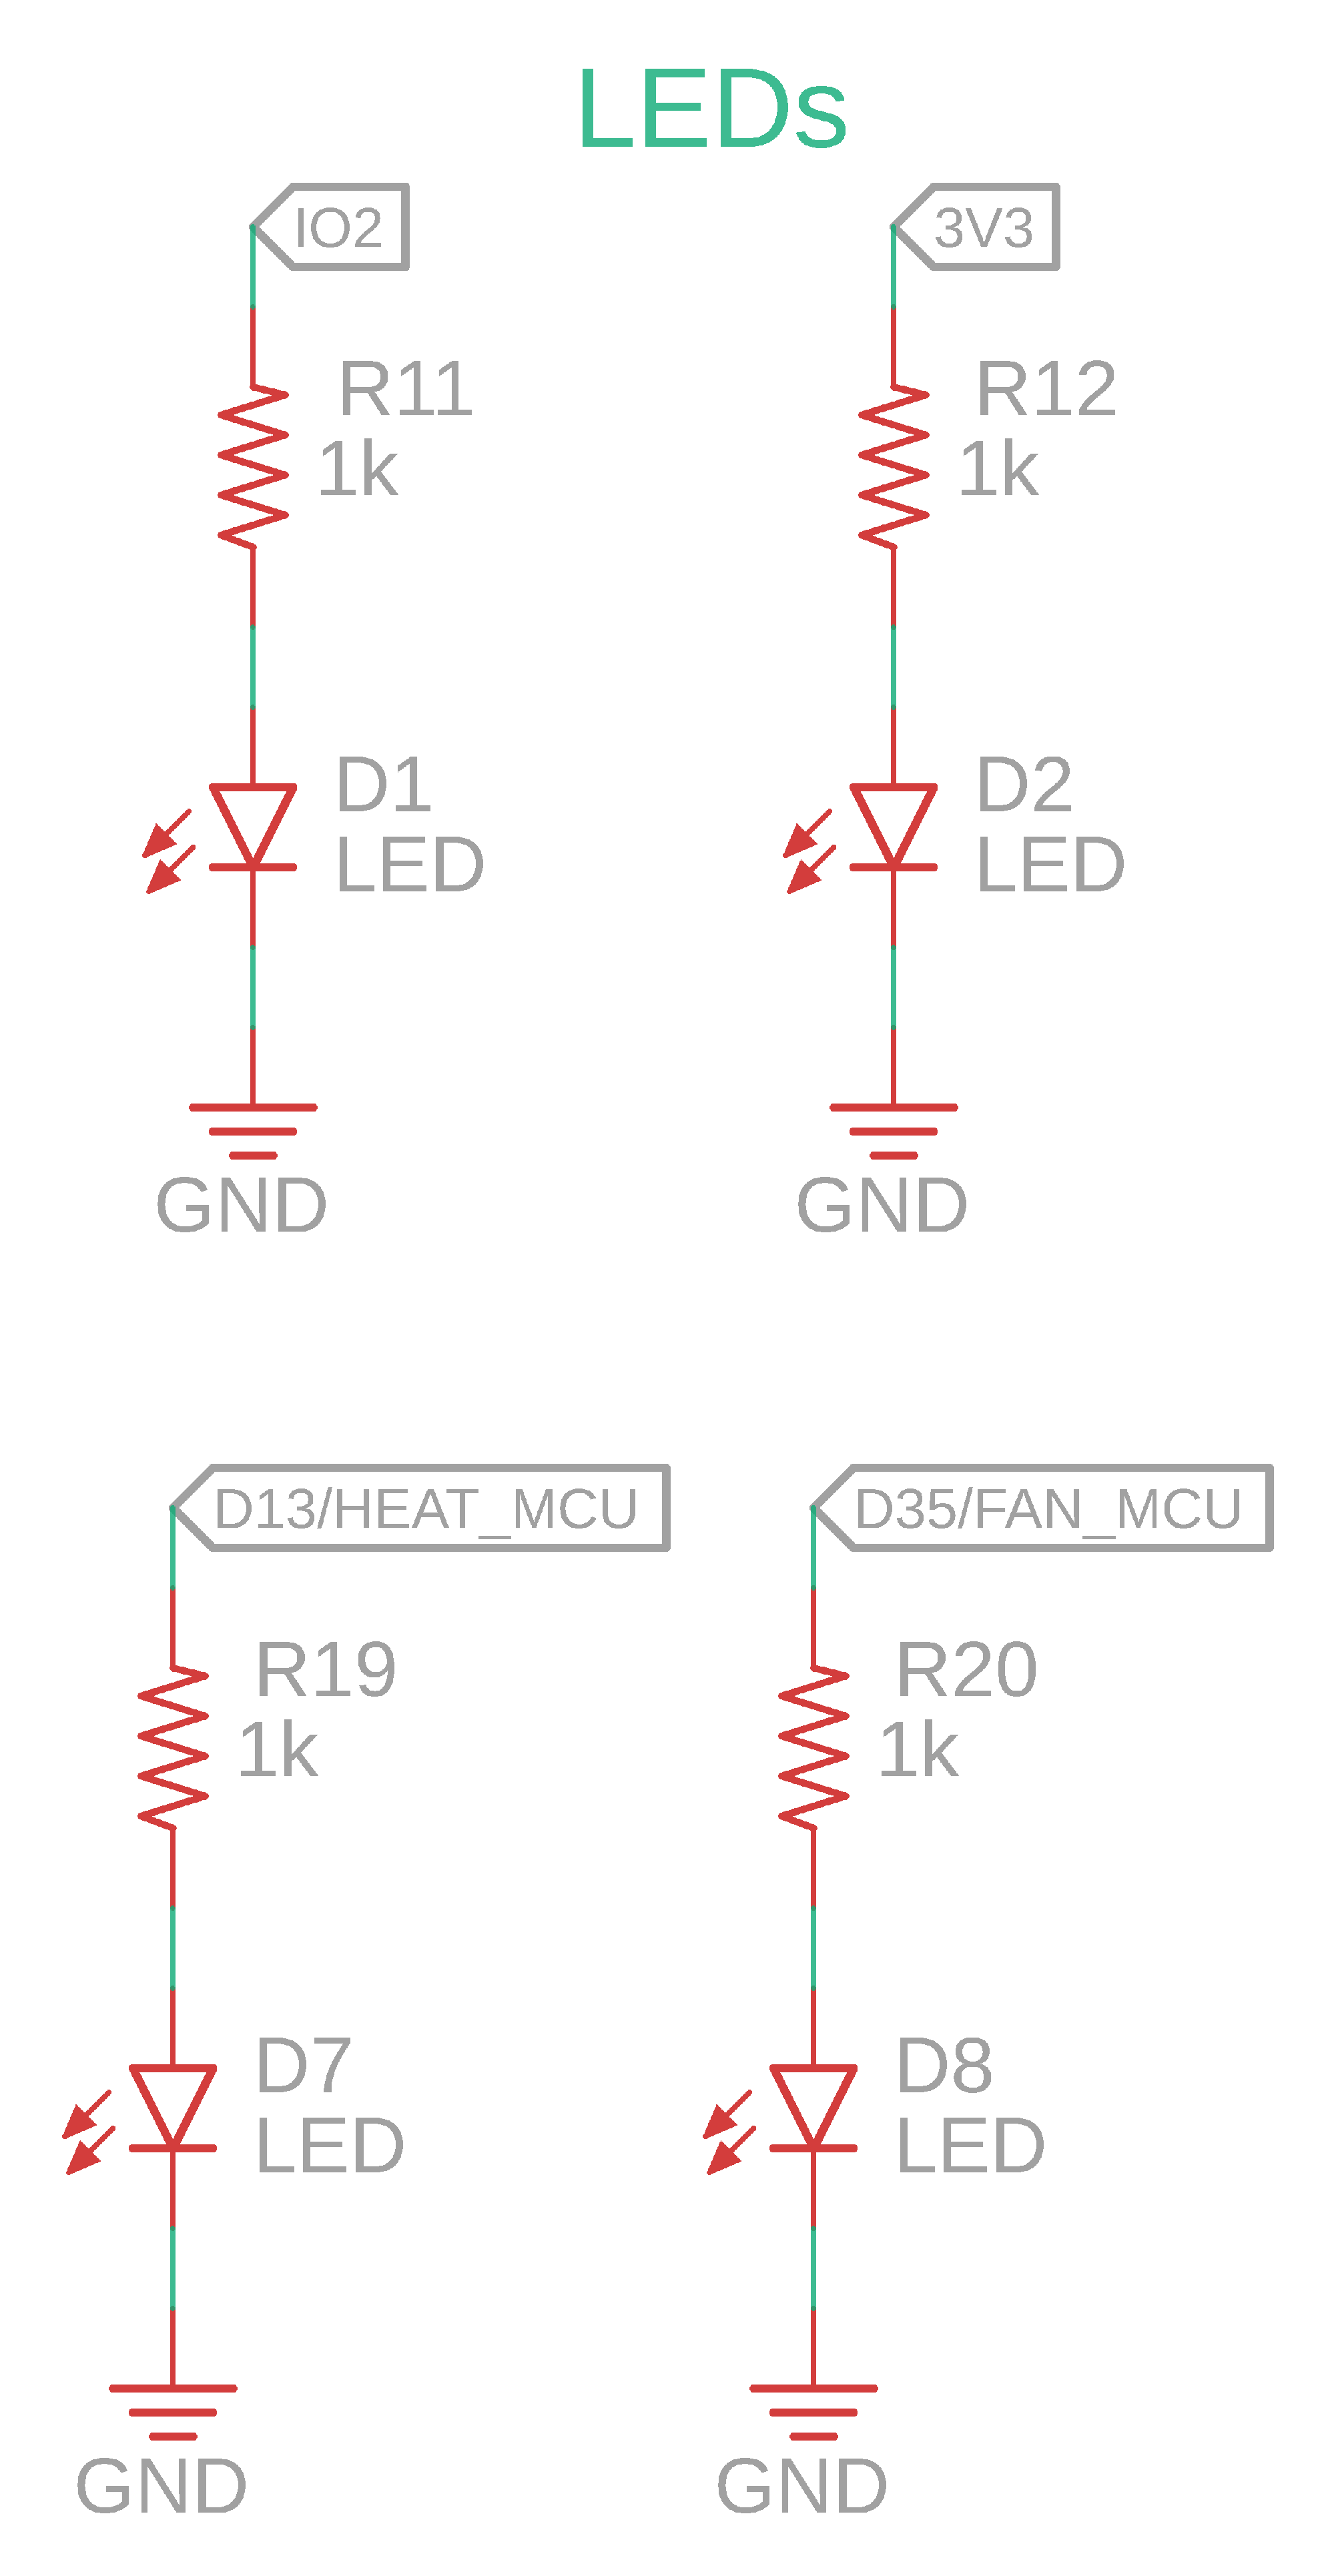 LEDs
IO2
3V3
R11
1k
R12
1k
D1
LED
D2
LED
GND
GND
D13/HEAT_MCU
D35/FAN_MCU
R19
1k
R20
1k
D7
LED
D8
LED
GND
GND